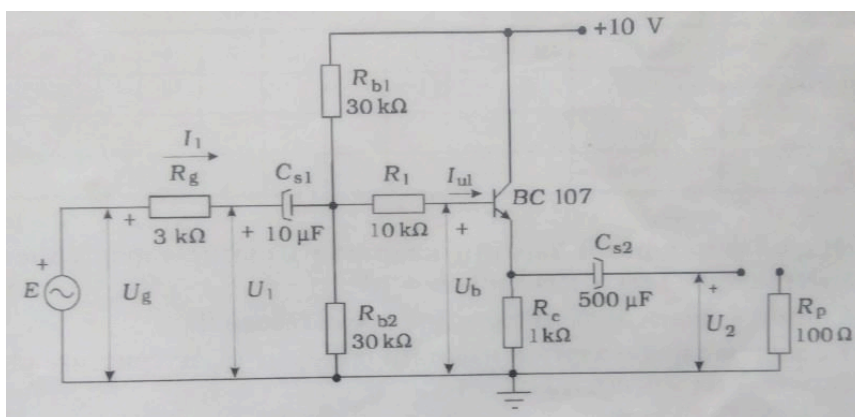 +10 V
R_b1
30 kΩ
I_1
R_g
3 kΩ
C_s1
+ 10 μF
R_1
10 kΩ
I_ul
BC 107
C_s2
500 μF
+
E
+
U_g
U_1
R_b2
30 kΩ
+
U_b
R_c
1 kΩ
+
U_2
R_p
100 Ω